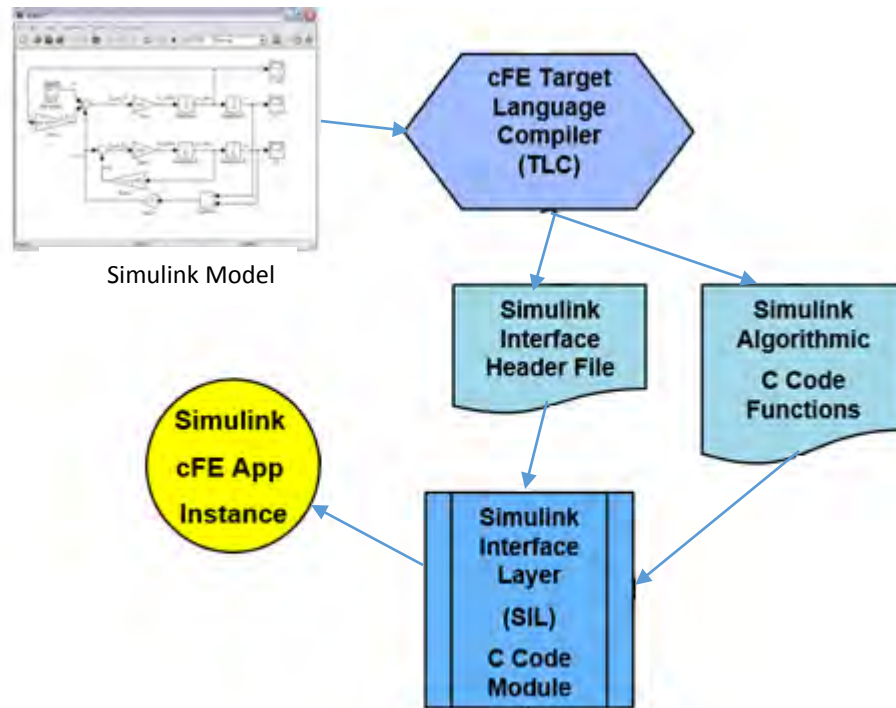 cFE Target
Language
Compiler
(TLC)
Simulink Model
Simulink
Interface
Header File
Simulink
Algorithmic
C Code
Functions
Simulink
cFE App
Instance
Simulink
Interface
Layer
(SIL)
C Code
Module